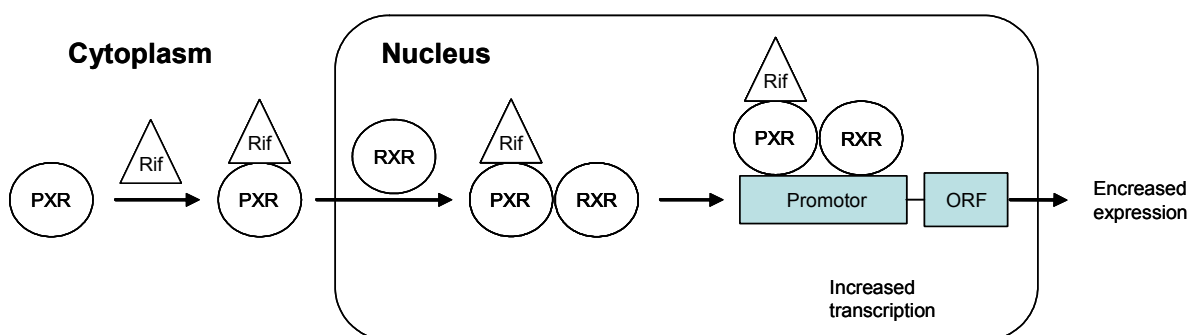 Cytoplasm
Nucleus
PXR
Rif
Rif
PXR
RXR
Rif
PXR
RXR
Rif
PXR
RXR
Promotor
ORF
Encreased
expression
Increased
transcription